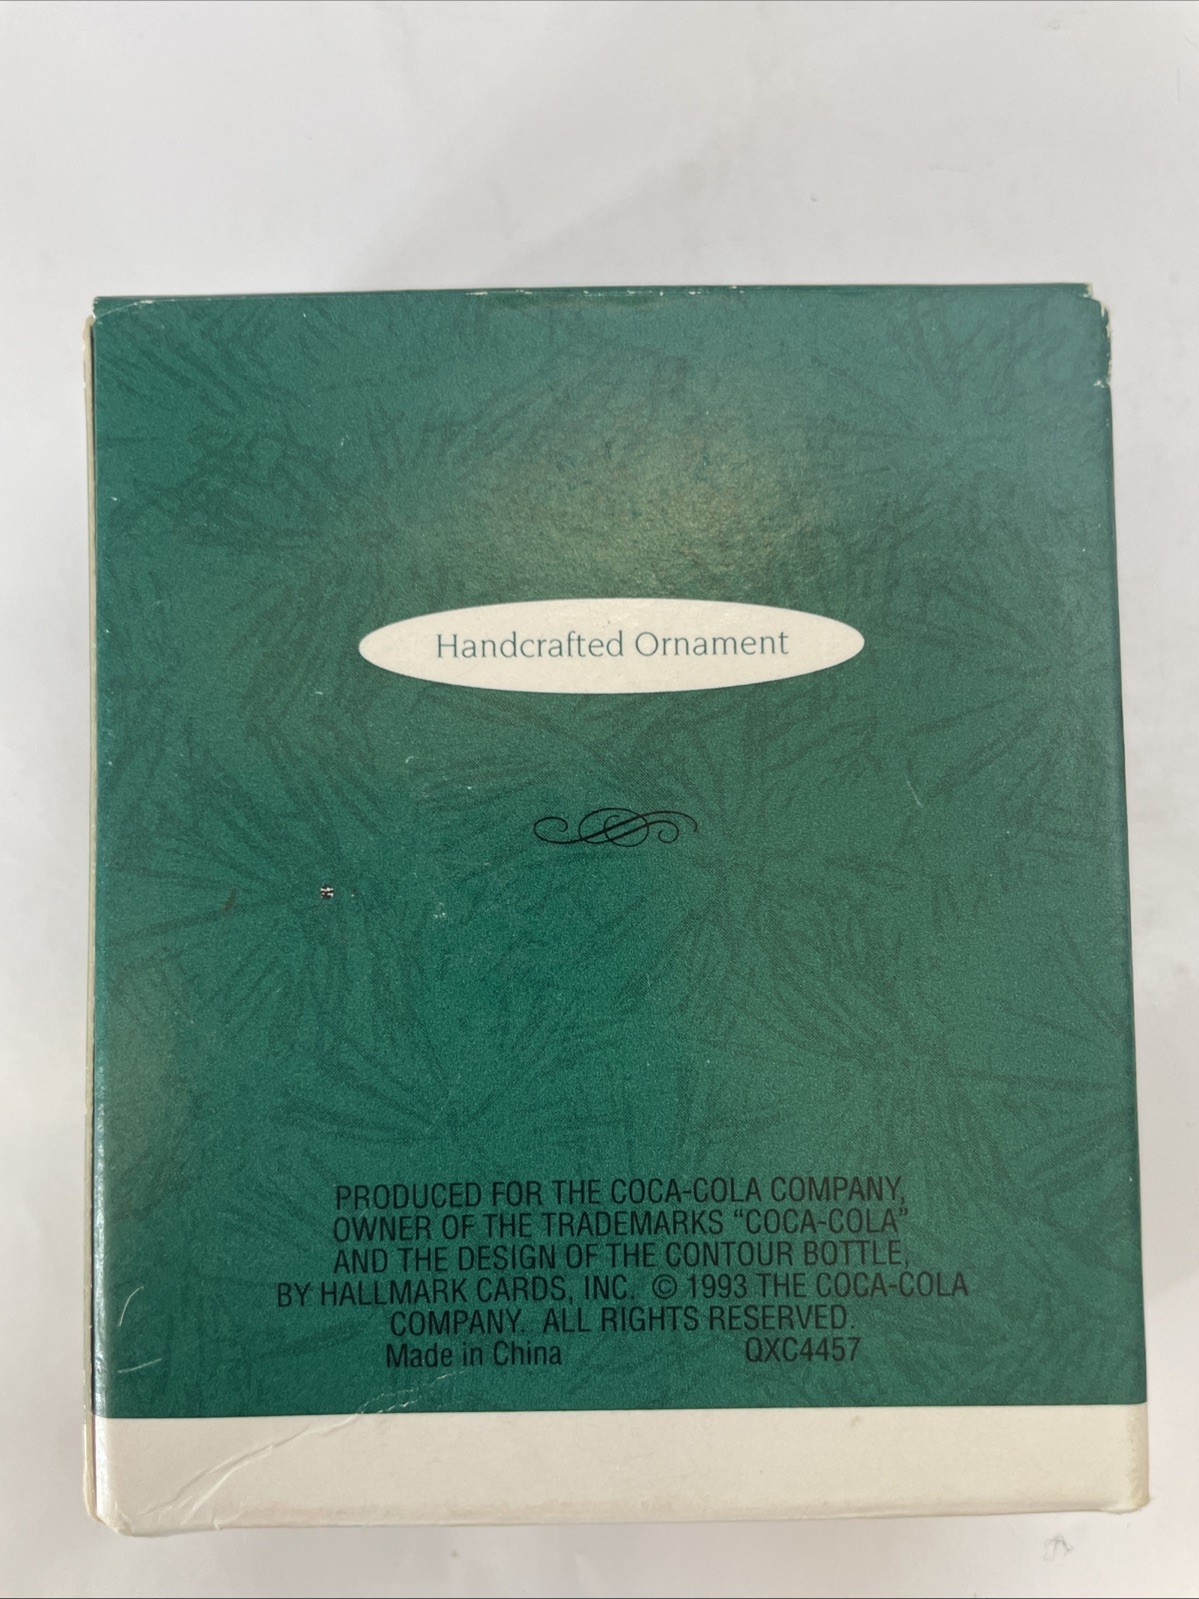 Handcrafted Ornament
PRODUCED FOR THE COCA-COLA COMPANY,
OWNER OF THE TRADEMARKS “COCA-COLA”
AND THE DESIGN OF THE CONTOUR BOTTLE,
BY HALLMARK CARDS, INC. © 1993 THE COCA-COLA
COMPANY. ALL RIGHTS RESERVED.
Made in China QXC4457